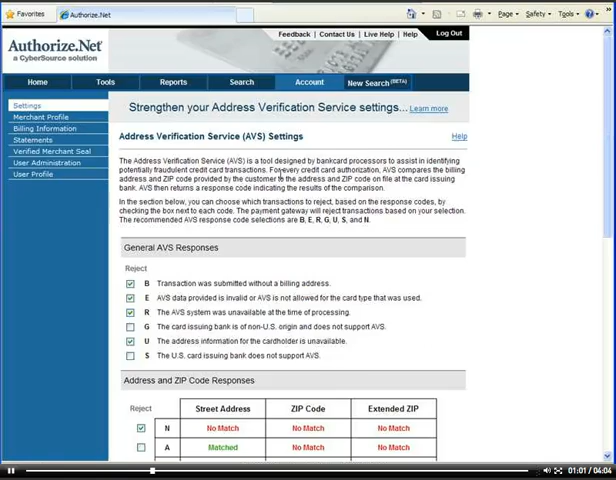 Favorites Authorize.Net Page Safety Tools
Feedback | Contact Us | Live Help | Help Log Out
Authorize.Net
a CyberSource solution
Home Tools Reports Search Account New Search (BETA)
Settings
Merchant Profile
Billing Information
Statements
Verified Merchant Seal
User Administration
User Profile
Strengthen your Address Verification Service settings... Learn more
Address Verification Service (AVS) Settings Help
The Address Verification Service (AVS) is a tool designed by bankcard processors to assist in identifying
potentially fraudulent credit card transactions. For every credit card authorization, AVS compares the billing
address and ZIP code provided by the customer to the address and ZIP code on file at the card issuing
bank. AVS then returns a response code indicating the results of the comparison.
In the section below, you can choose which transactions to reject, based on the response codes, by
checking the box next to each code. The payment gateway will reject transactions based on your selection.
The recommended AVS response code selections are B, E, R, G, U, S, and N.
General AVS Responses
Reject
B Transaction was submitted without a billing address.
E AVS data provided is invalid or AVS is not allowed for the card type that was used.
R The AVS system was unavailable at the time of processing.
G The card issuing bank is of non-U.S. origin and does not support AVS.
U The address information for the cardholder is unavailable.
S The U.S. card issuing bank does not support AVS.
Address and ZIP Code Responses
Reject Street Address ZIP Code Extended ZIP
N No Match No Match No Match
A Matched No Match No Match
01:01 / 04:04